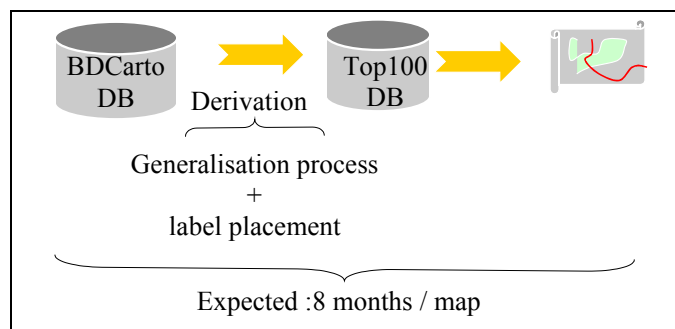 BDCarto
DB
Top100
DB
Derivation
Generalisation process
+
label placement
Expected :8 months / map